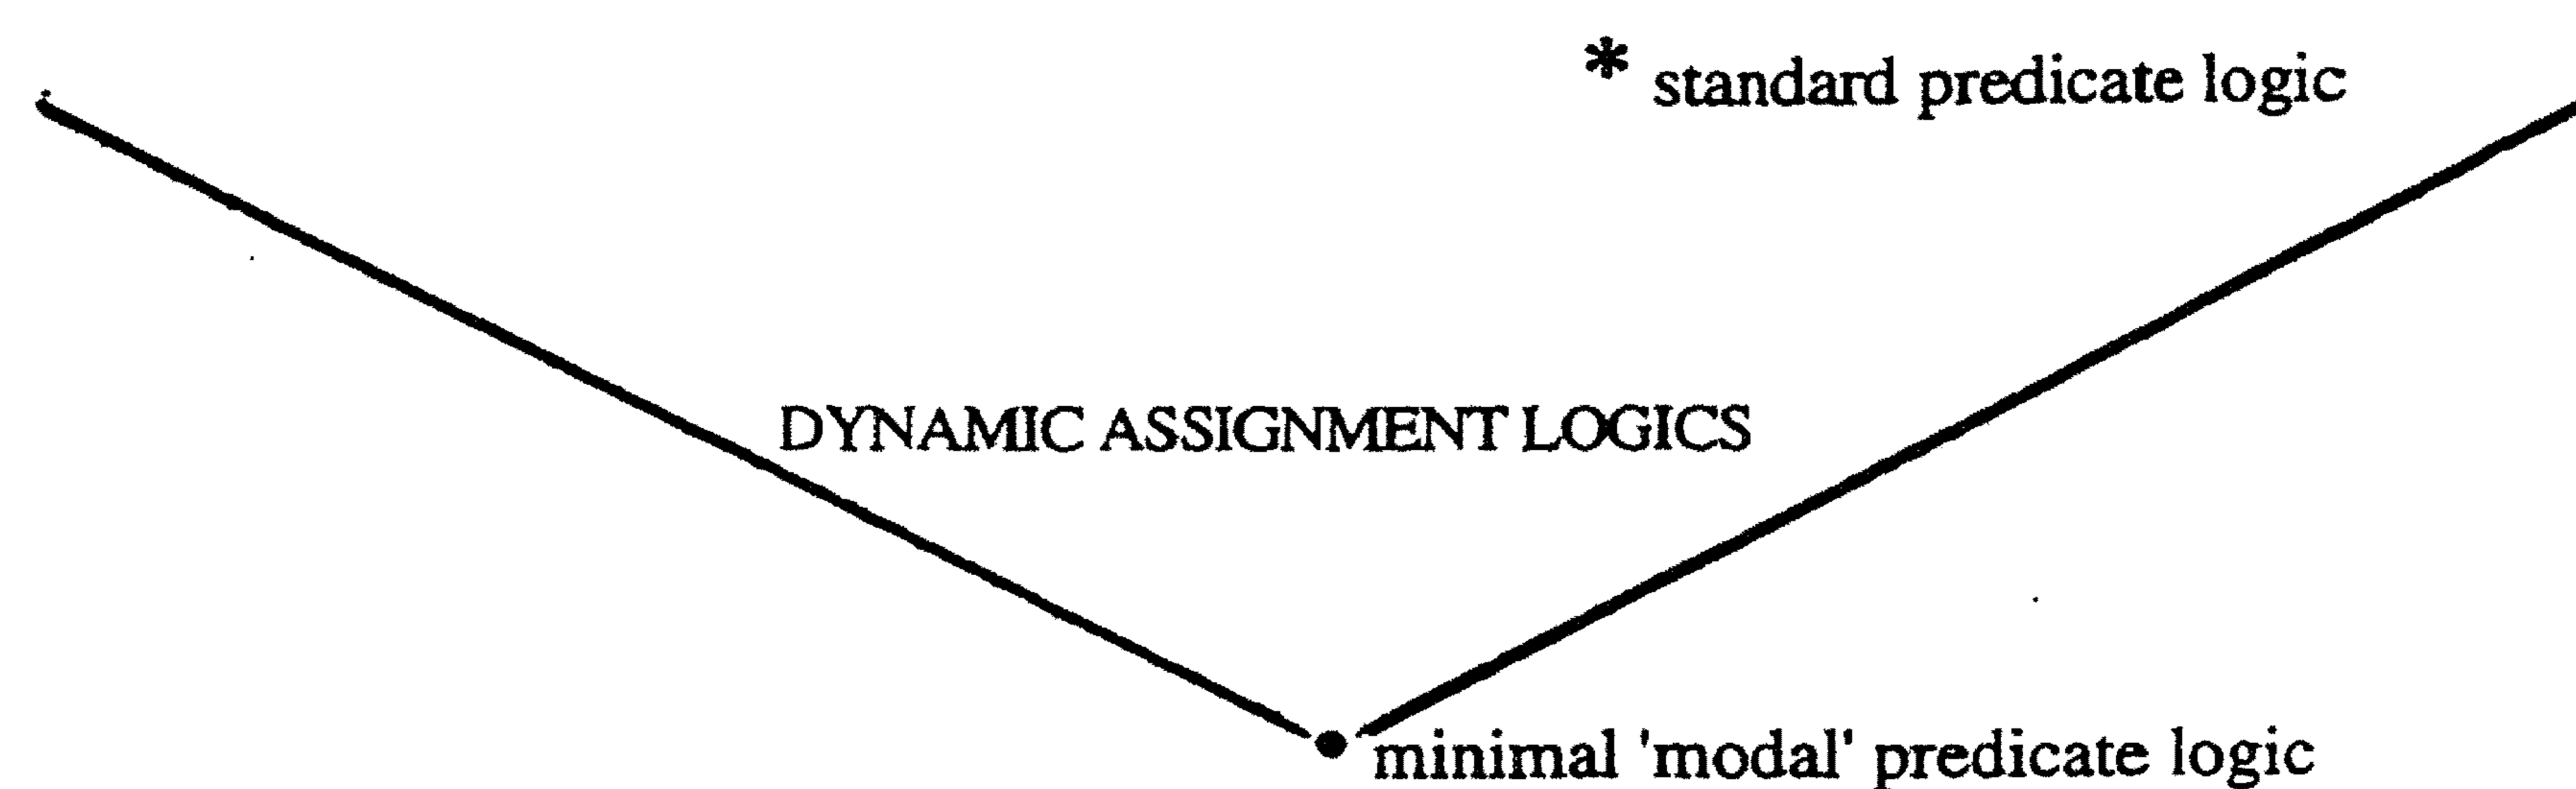 * standard predicate logic
DYNAMIC ASSIGNMENT LOGICS
minimal 'modal' predicate logic